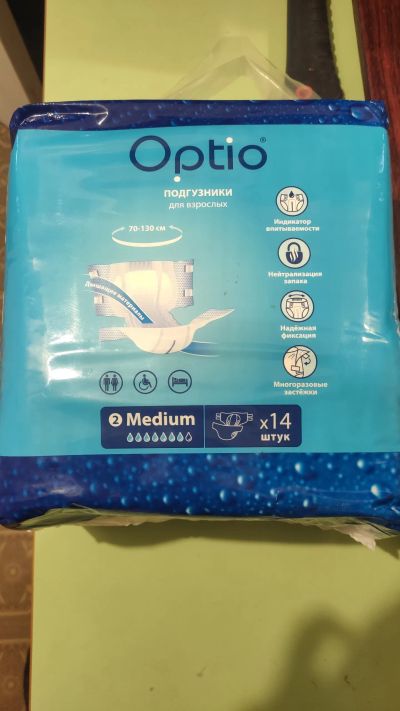 Optio®
ПОДГУЗНИКИ
для взрослых
70-130 см
Дышащие материалы
Индикатор
впитываемости
Нейтрализация
запаха
Надёжная
фиксация
Многоразовые
застёжки
2 Medium
x14
штук